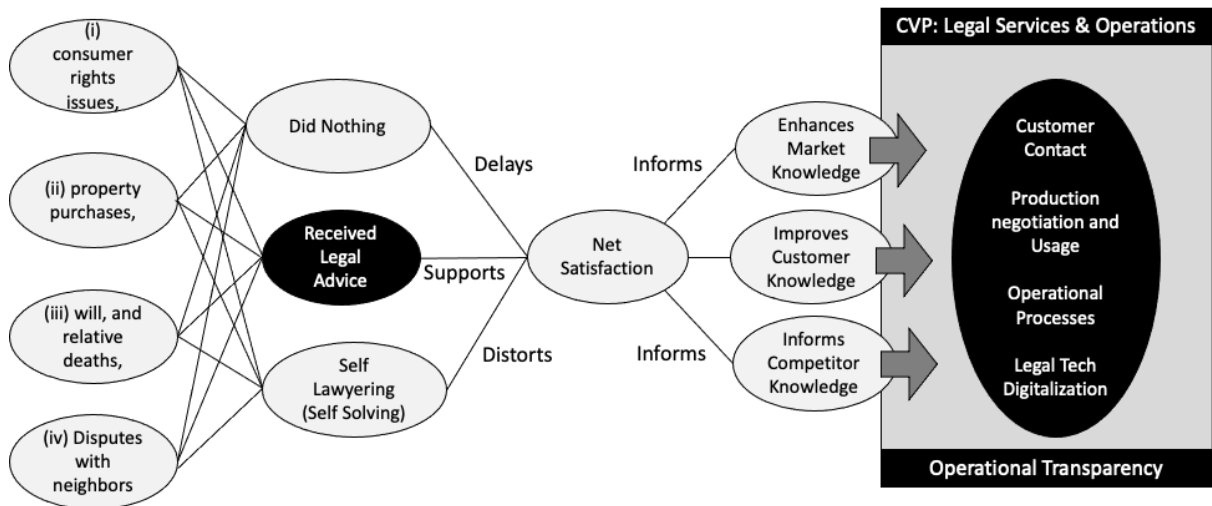 (i)
consumer
rights
issues,
(ii) property
purchases,
(iii) will, and
relative
deaths,
(iv) Disputes
with
neighbors
Did Nothing
Received
Legal
Advice
Self
Lawyering
(Self Solving)
Delays
Supports
Distorts
Net
Satisfaction
Informs
Informs
Enhances
Market
Knowledge
Improves
Customer
Knowledge
Informs
Competitor
Knowledge
CVP: Legal Services & Operations
Customer
Contact
Production
negotiation and
Usage
Operational
Processes
Legal Tech
Digitalization
Operational Transparency